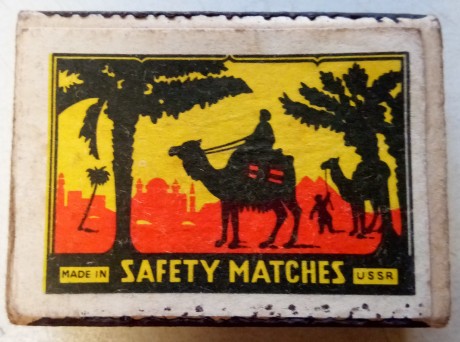 MADE IN SAFETY MATCHES USSR